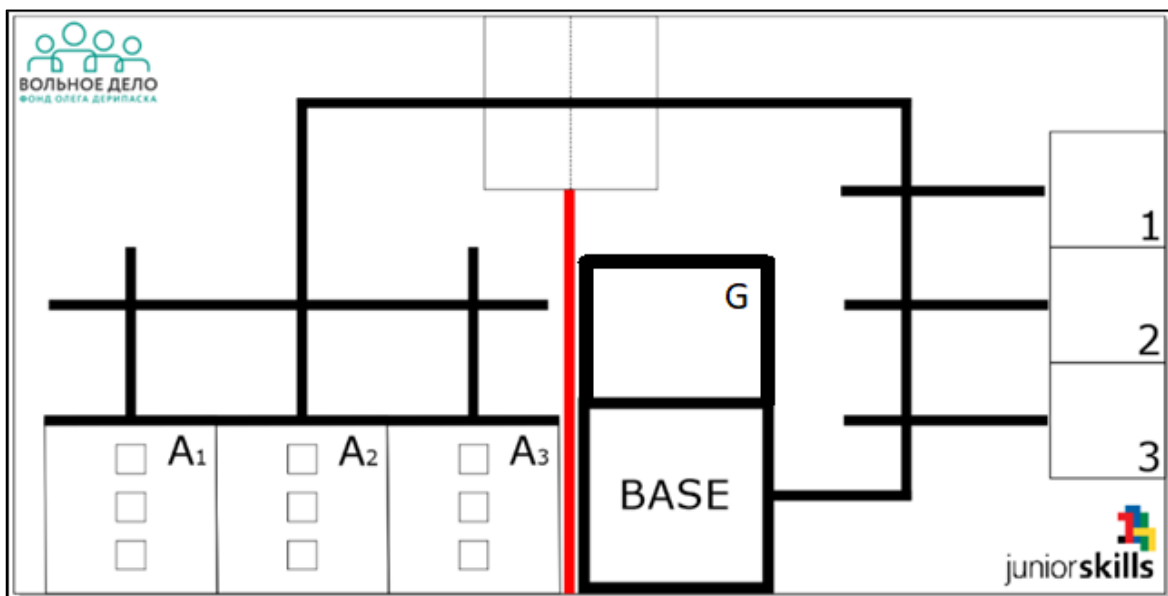 ВОЛЬНОЕ ДЕЛО
ФОНД ОЛЕГА ДЕРИПАСКА
G
1
2
A1
A2
A3
3
BASE
juniorskills